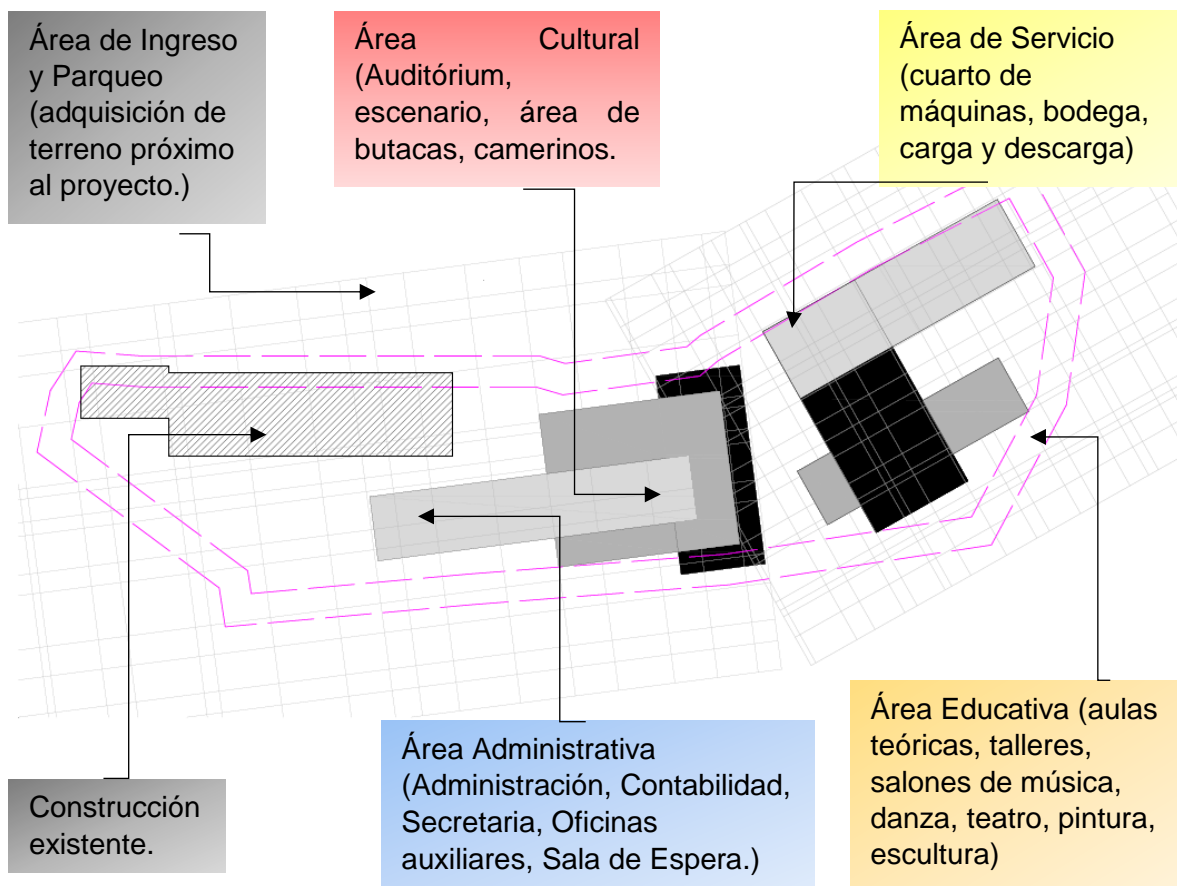 Área de Ingreso
y Parqueo
(adquisición de
terreno próximo
al proyecto.)
Área Cultural
(Auditórium,
escenario, área de
butacas, camerinos.
Área de Servicio
(cuarto de
máquinas, bodega,
carga y descarga)
Construcción
existente.
Área Administrativa
(Administración, Contabilidad,
Secretaria, Oficinas
auxiliares, Sala de Espera.)
Área Educativa (aulas
teóricas, talleres,
salones de música,
danza, teatro, pintura,
escultura)